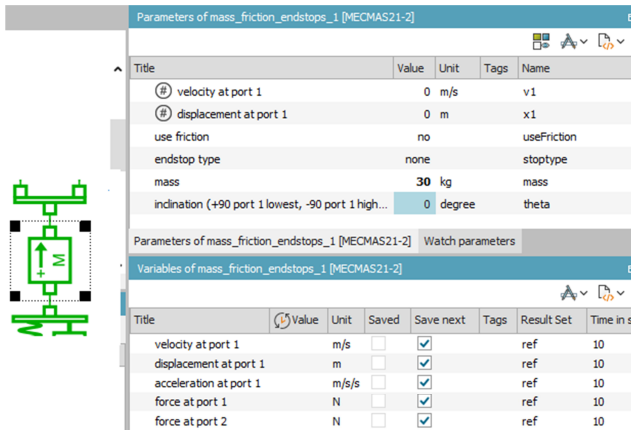 Parameters of mass_friction_endstops_1 [MECMAS21-2]
Title Value Unit Tags Name
# velocity at port 1 0 m/s v1
# displacement at port 1 0 m x1
use friction no useFriction
endstop type none stoptype
mass 30 kg mass
inclination (+90 port 1 lowest, -90 port 1 high... 0 degree theta
Parameters of mass_friction_endstops_1 [MECMAS21-2] Watch parameters
Variables of mass_friction_endstops_1 [MECMAS21-2]
Title Value Unit Saved Save next Tags Result Set Time in s
velocity at port 1 m/s ref 10
displacement at port 1 m ref 10
acceleration at port 1 m/s/s ref 10
force at port 1 N ref 10
force at port 2 N ref 10
M
+